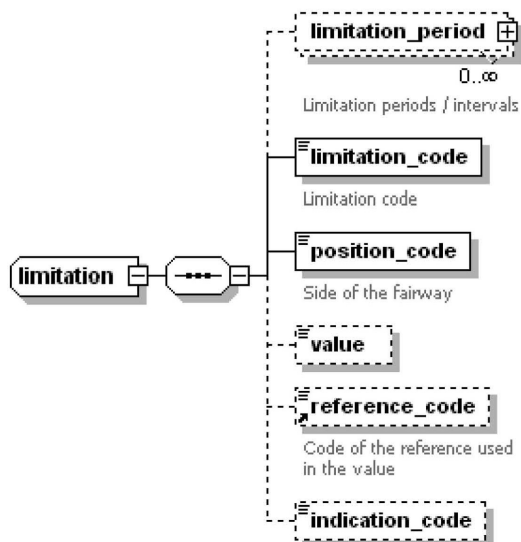 limitation_period
0..∞
Limitation periods / intervals
limitation_code
Limitation code
limitation
position_code
Side of the fairway
value
reference_code
Code of the reference used
in the value
indication_code